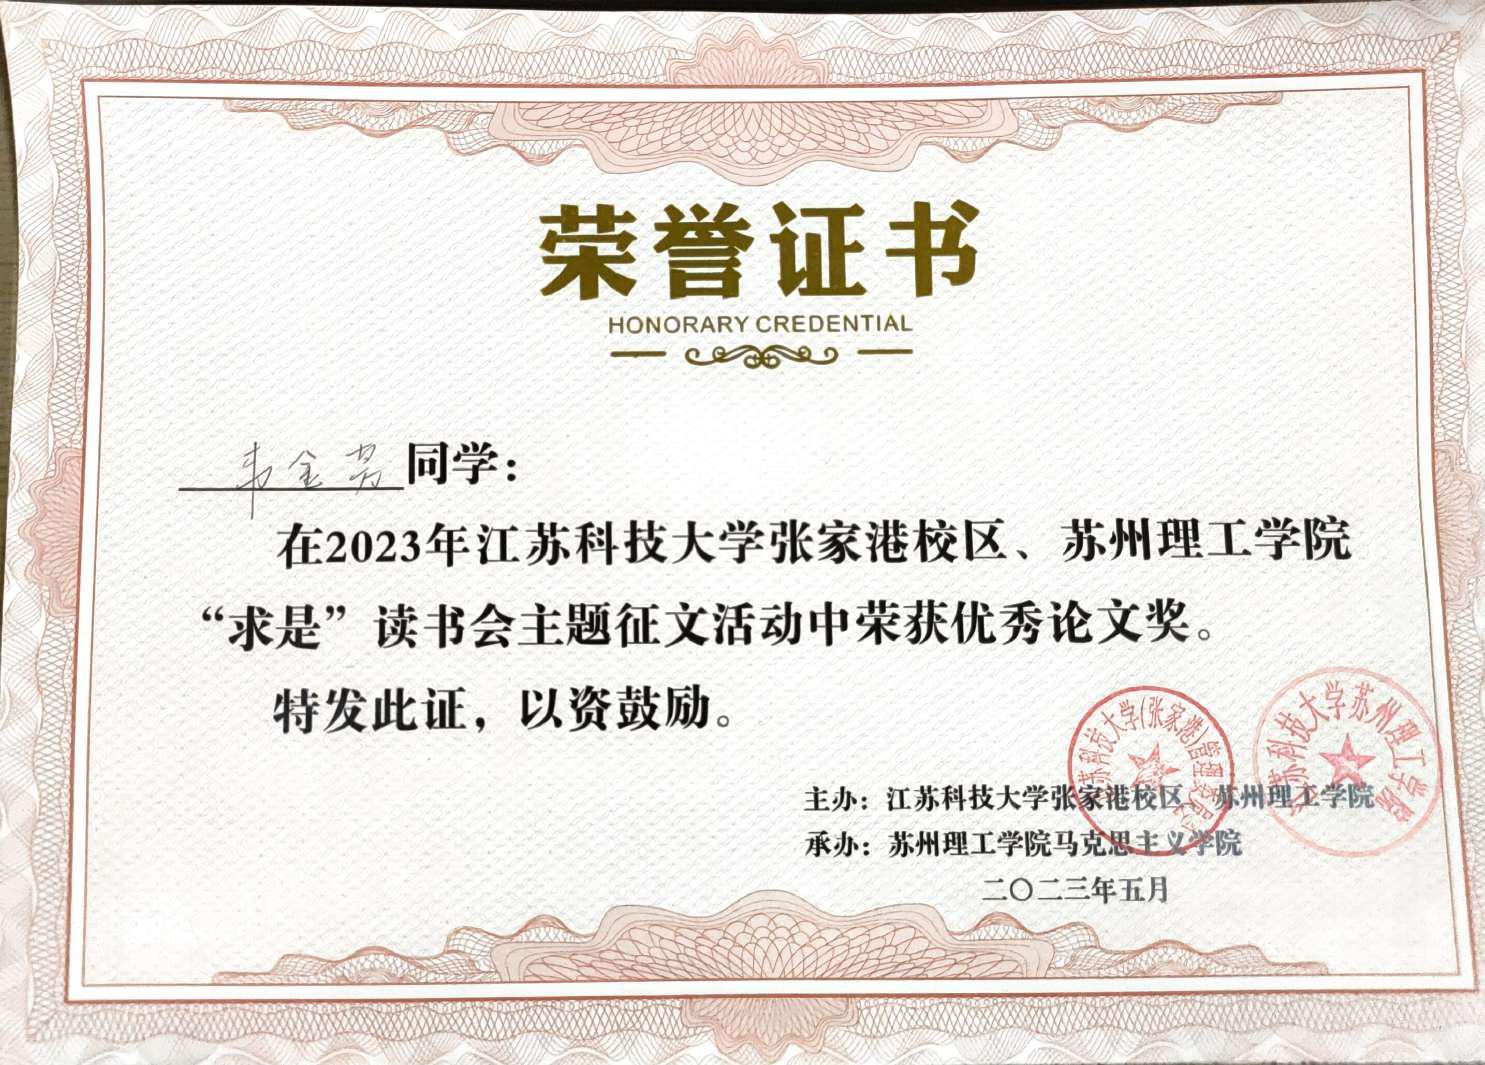 荣誉证书
HONORARY CREDENTIAL
韦金芳同学：
在2023年江苏科技大学张家港校区、苏州理工学院
“求是”读书会主题征文活动中荣获优秀论文奖。
特发此证，以资鼓励。
主办：江苏科技大学张家港校区、苏州理工学院
承办：苏州理工学院马克思主义学院
二〇二三年五月
江苏科技大学(张家港)管理委员会
江苏科技大学苏州理工学院